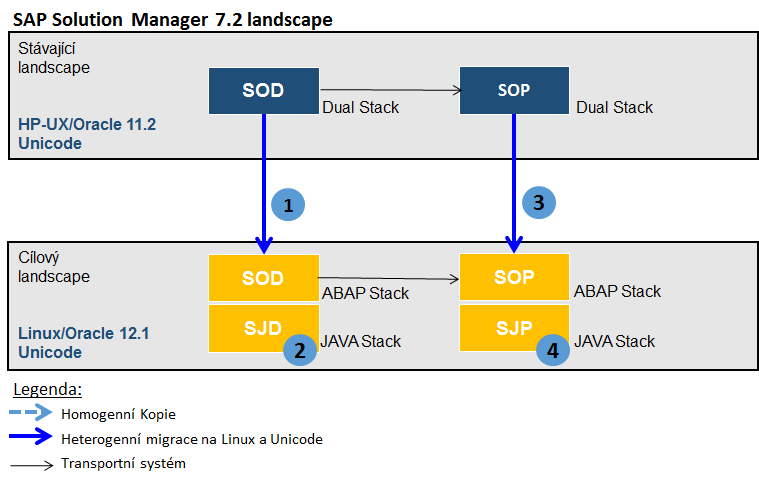 SAP Solution Manager 7.2 landscape
Stávající
landscape
SOD
Dual Stack
SOP
Dual Stack
HP-UX/Oracle 11.2
Unicode
1
3
Cílový
landscape
SOD
ABAP Stack
SOP
ABAP Stack
Linux/Oracle 12.1
Unicode
SJD
2
JAVA Stack
SJP
4
JAVA Stack
Legenda:
Homogenní Kopie
Heterogenní migrace na Linux a Unicode
Transportní systém